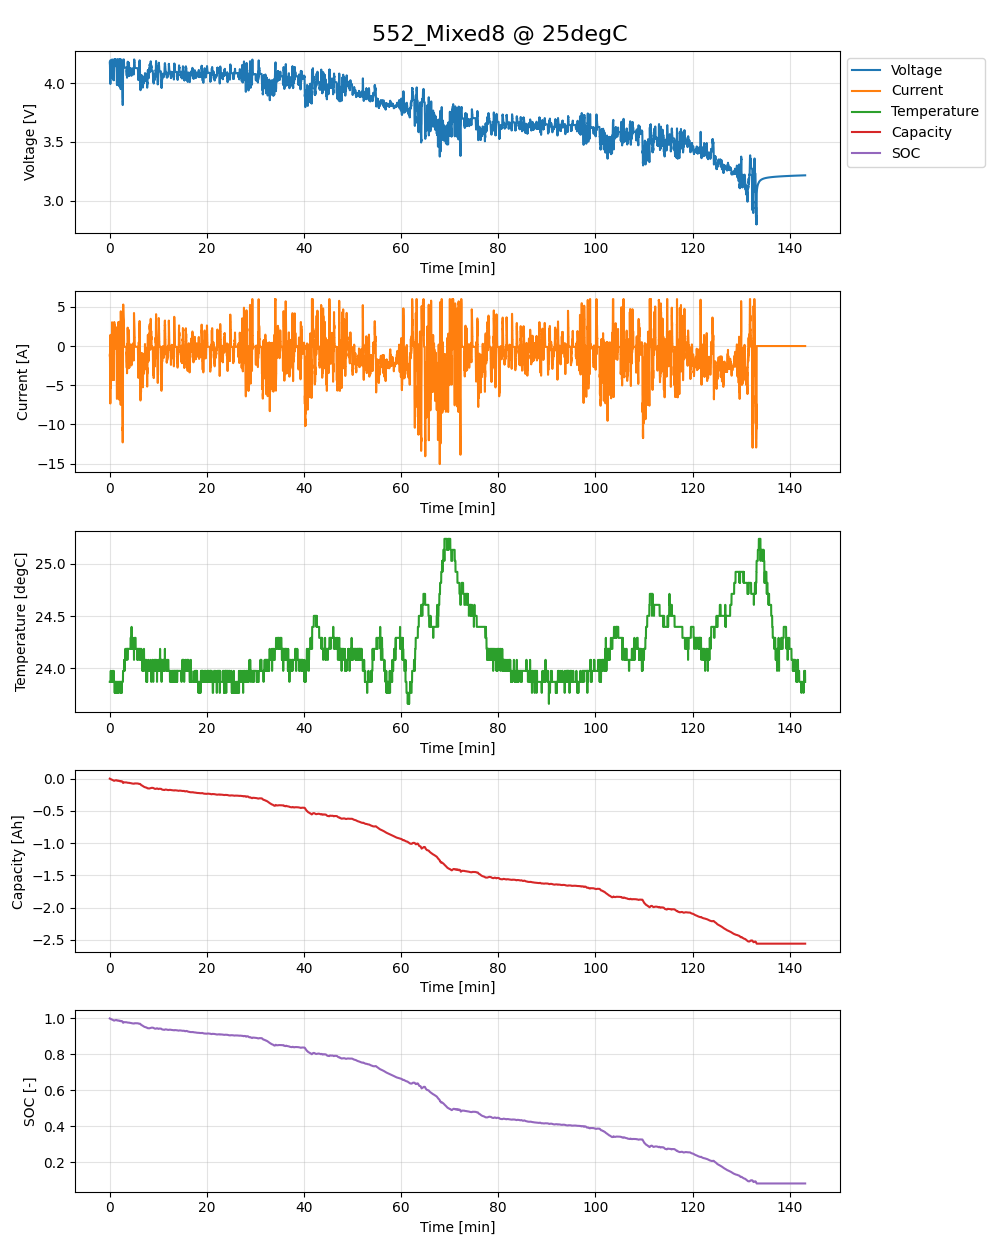 552_Mixed8 @ 25degC
Voltage [V]
4.0
3.5
3.0
0 20 40 60 80 100 120 140
Time [min]
Voltage
Current
Temperature
Capacity
SOC
Current [A]
5
0
−5
−10
−15
0 20 40 60 80 100 120 140
Time [min]
Temperature [degC]
25.0
24.5
24.0
0 20 40 60 80 100 120 140
Time [min]
Capacity [Ah]
0.0
−0.5
−1.0
−1.5
−2.0
−2.5
0 20 40 60 80 100 120 140
Time [min]
SOC [-]
1.0
0.8
0.6
0.4
0.2
0 20 40 60 80 100 120 140
Time [min]